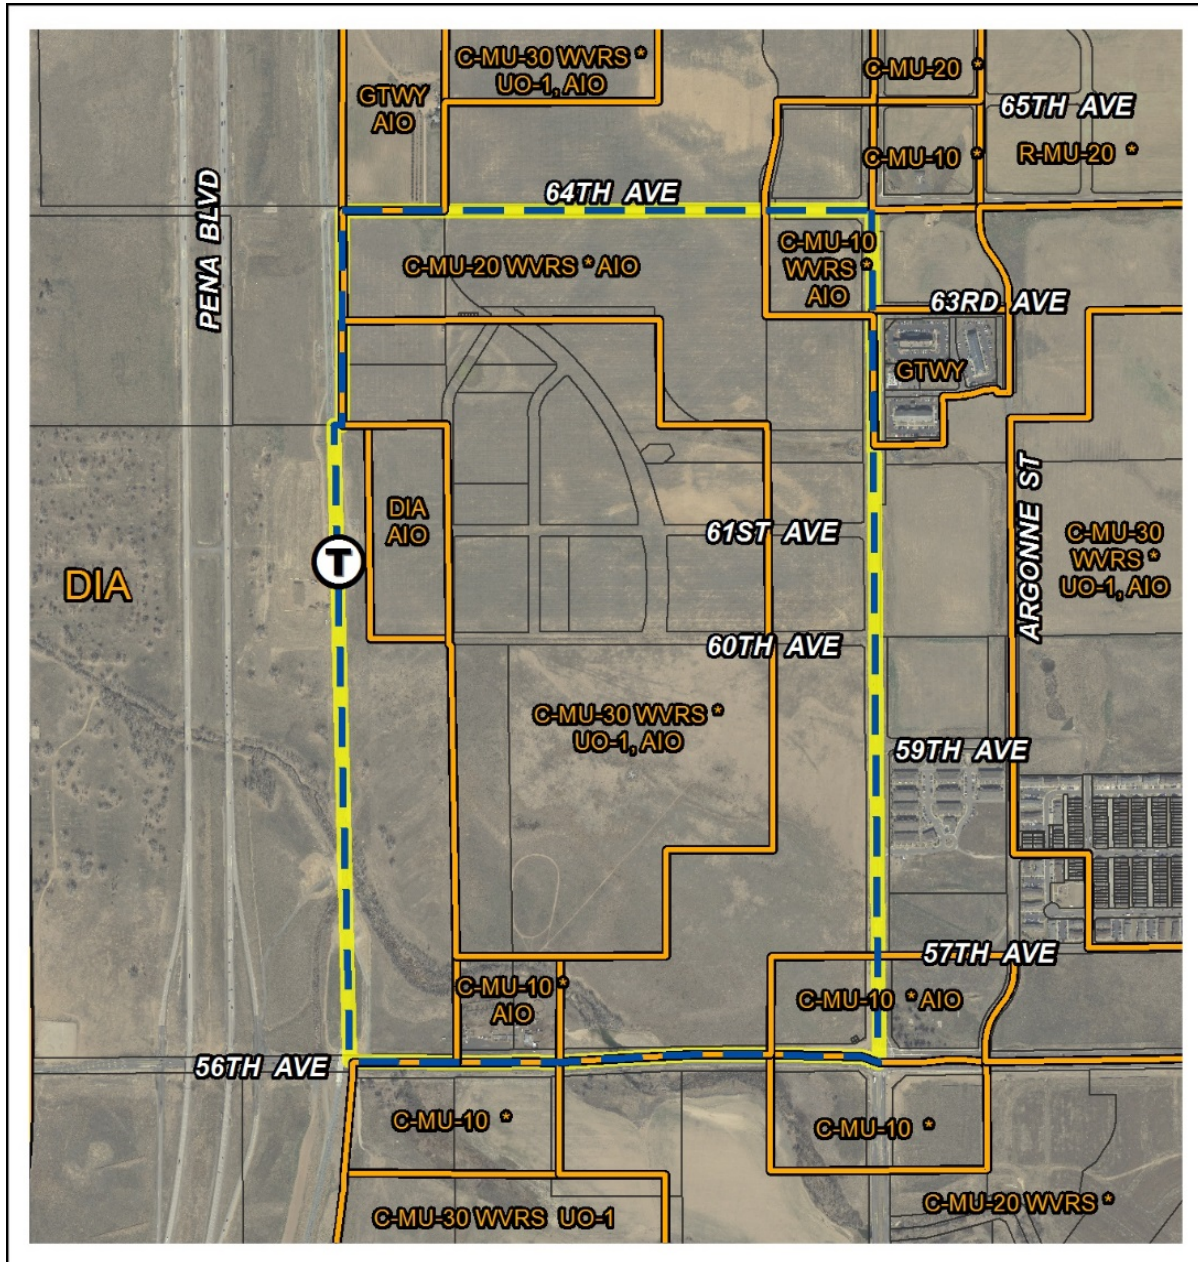 C-MU-30 WVRS *
UO-1, AIO
C-MU-20 *
GTWY
AIO
65TH AVE
C-MU-10 *
R-MU-20 *
PENA BLVD
64TH AVE
C-MU-10
WVRS *
AIO
C-MU-20 WVRS * AIO
63RD AVE
GTWY
ARGONNE ST
DIA
AIO
61ST AVE
C-MU-30
WVRS *
UO-1, AIO
T
DIA
60TH AVE
C-MU-30 WVRS *
UO-1, AIO
59TH AVE
57TH AVE
C-MU-10 *
AIO
C-MU-10 * AIO
56TH AVE
C-MU-10 *
C-MU-10 *
C-MU-30 WVRS UO-1
C-MU-20 WVRS *